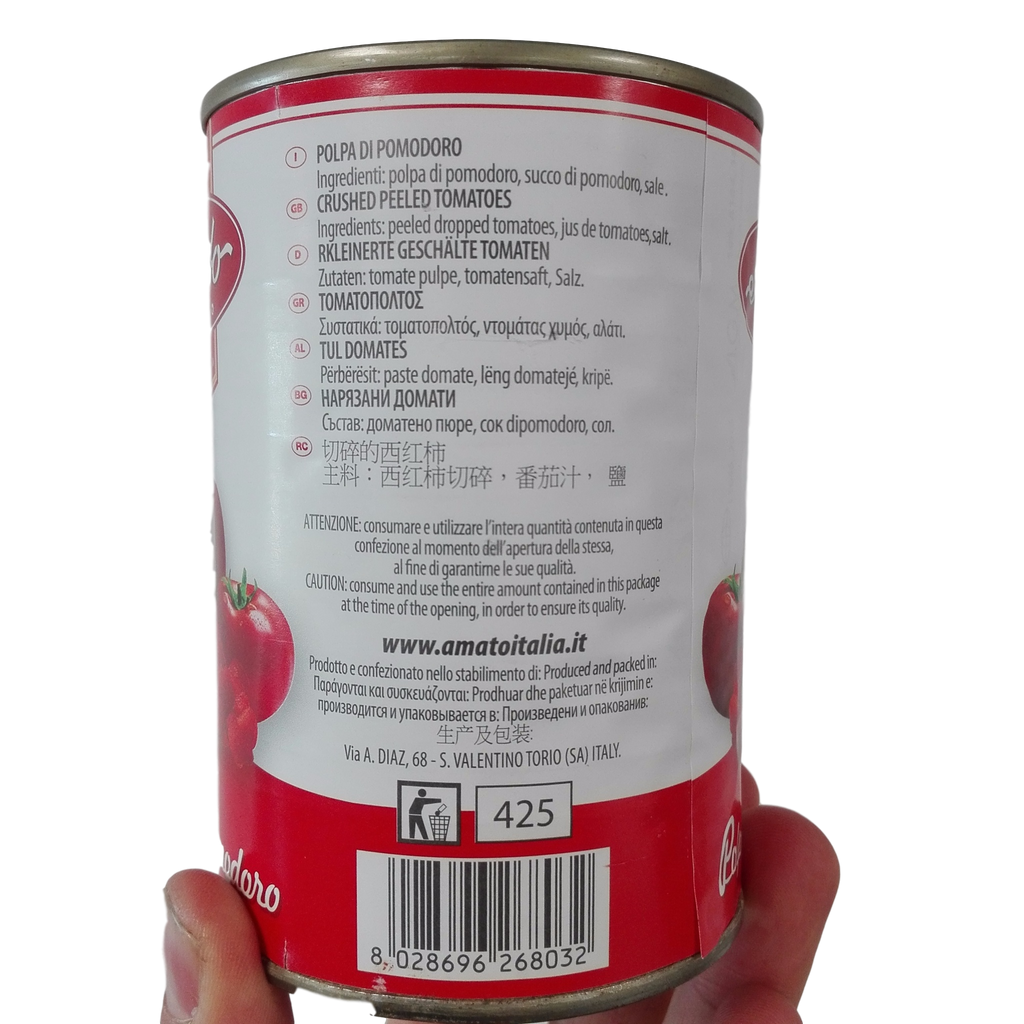 I POLPA DI POMODORO
Ingredienti: polpa di pomodoro, succo di pomodoro, sale.
GB CRUSHED PEELED TOMATOES
Ingredients: peeled dropped tomatoes, jus de tomatoes,salt.
D RKLEINERTE GESCHÄLTE TOMATEN
Zutaten: tomate pulpe, tomatensaft, Salz.
GR ΤΟΜΑΤΟΠΟΛΤΟΣ
Συστατικά: τοματοπολτός, ντομάτας χυμός, αλάτι.
AL TUL DOMATES
Përbërësit: paste domate, lëng domatejé, kripë.
BG НАРЯЗАНИ ДОМАТИ
Състав: доматено пюре, сок dipomodoro, сол.
RC 切碎的西红柿
主料：西红柿切碎，番茄汁， 鹽
ATTENZIONE: consumare e utilizzare l'intera quantità contenuta in questa
confezione al momento dell'apertura della stessa,
al fine di garantirne le sue qualità.
CAUTION: consume and use the entire amount contained in this package
at the time of the opening, in order to ensure its quality.
www.amatoitalia.it
Prodotto e confezionato nello stabilimento di: Produced and packed in:
Παράγονται και συσκευάζονται: Prodhuar dhe paketuar në krijimin e:
производится и упаковывается в: Произведени и опакованив:
生产及包装:
Via A. DIAZ, 68 - S. VALENTINO TORIO (SA) ITALY.
425
odoro
8 028696 268032